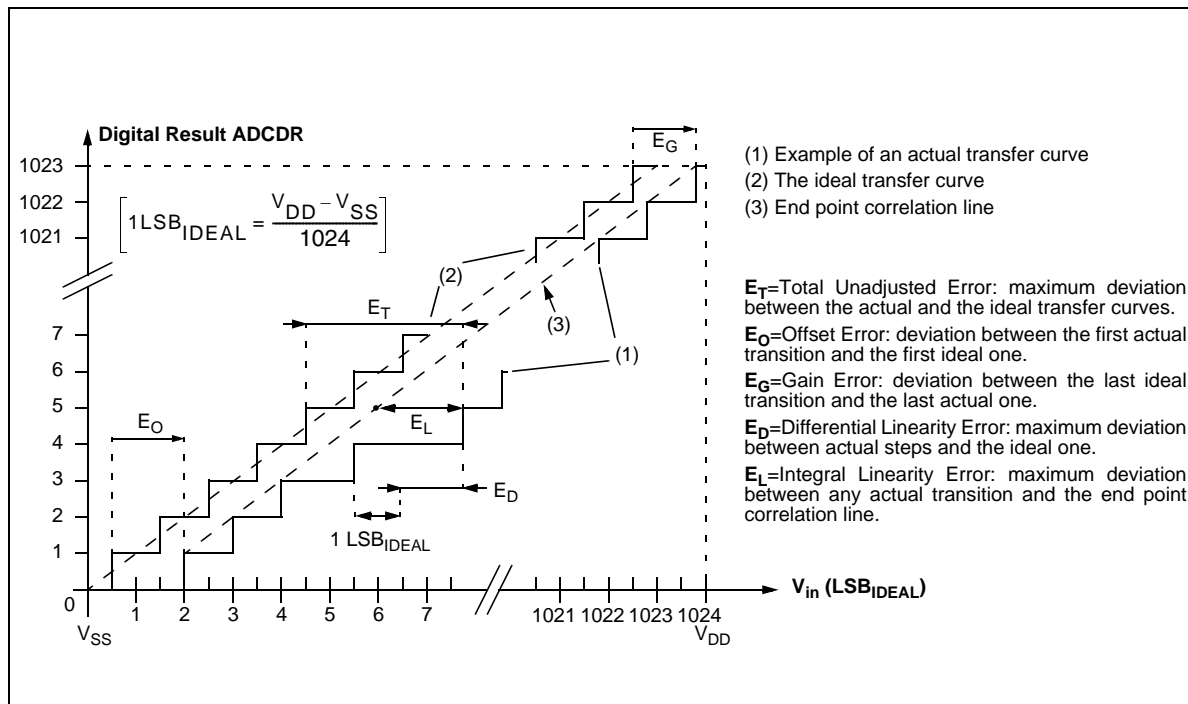 Digital Result ADCDR
E_G
1023
1022
1021
[1LSB_IDEAL = (V_DD – V_SS) / 1024]
(1) Example of an actual transfer curve
(2) The ideal transfer curve
(3) End point correlation line
(2)
E_T
(3)
(1)
7
6
5
4
3
2
1
0
E_O
E_L
E_D
1 LSB_IDEAL
E_T=Total Unadjusted Error: maximum deviation
between the actual and the ideal transfer curves.
E_O=Offset Error: deviation between the first actual
transition and the first ideal one.
E_G=Gain Error: deviation between the last ideal
transition and the last actual one.
E_D=Differential Linearity Error: maximum deviation
between actual steps and the ideal one.
E_L=Integral Linearity Error: maximum deviation
between any actual transition and the end point
correlation line.
V_in (LSB_IDEAL)
1 2 3 4 5 6 7 1021 1022 1023 1024
V_SS V_DD